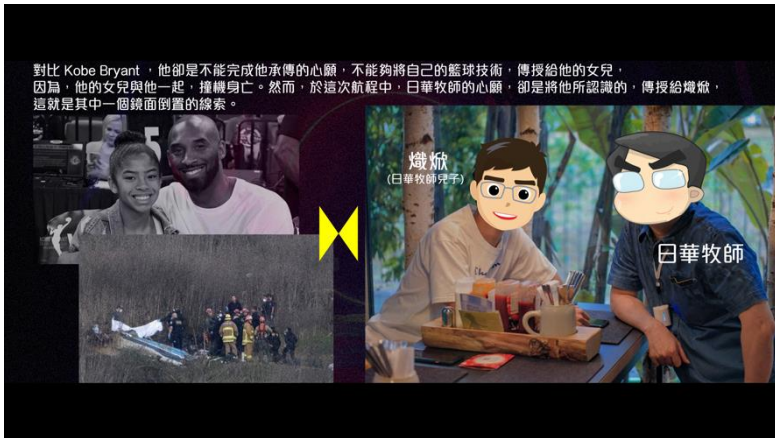 對比 Kobe Bryant ，他卻是不能完成他承傳的心願，不能夠將自己的籃球技術，傳授給他的女兒，
因為，他的女兒與他一起，撞機身亡。然而，於這次航程中，日華牧師的心願，卻是將他所認識的，傳授給熾焮，
這就是其中一個鏡面倒置的線索。
熾焮
(日華牧師兒子)
日華牧師